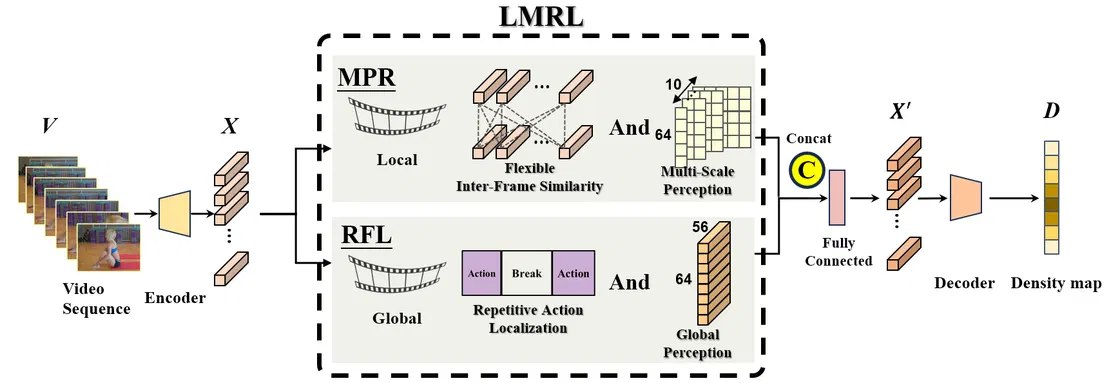 LMRL
V
X
Video
Sequence
Encoder
MPR
Local
Flexible
Inter-Frame Similarity
And
10
64
Multi-Scale
Perception
RFL
Global
Action
Break
Action
Repetitive Action
Localization
And
56
64
Global
Perception
Concat
C
Fully
Connected
X′
Decoder
D
Density map